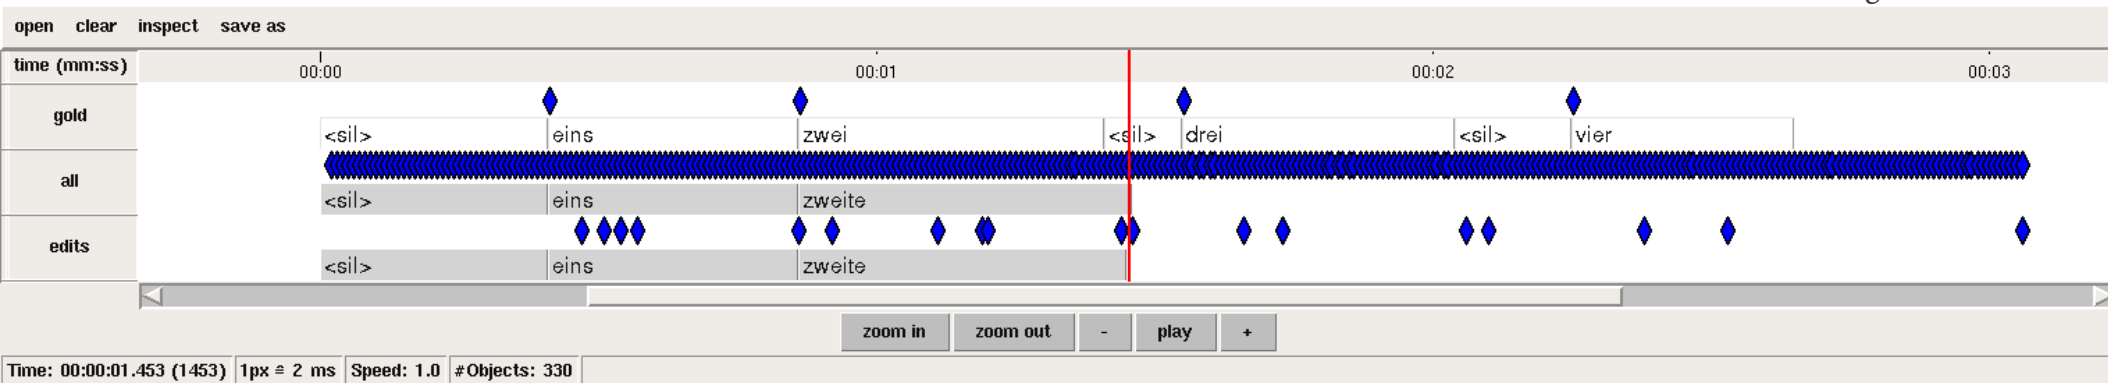 open clear inspect save as
time (mm:ss) 00:00 00:01 00:02 00:03
gold
<sil> eins zwei <sil> drei <sil> vier
all
<sil> eins zweite
edits
<sil> eins zweite
zoom in zoom out - play +
Time: 00:00:01.453 (1453) 1px ≘ 2 ms Speed: 1.0 #Objects: 330